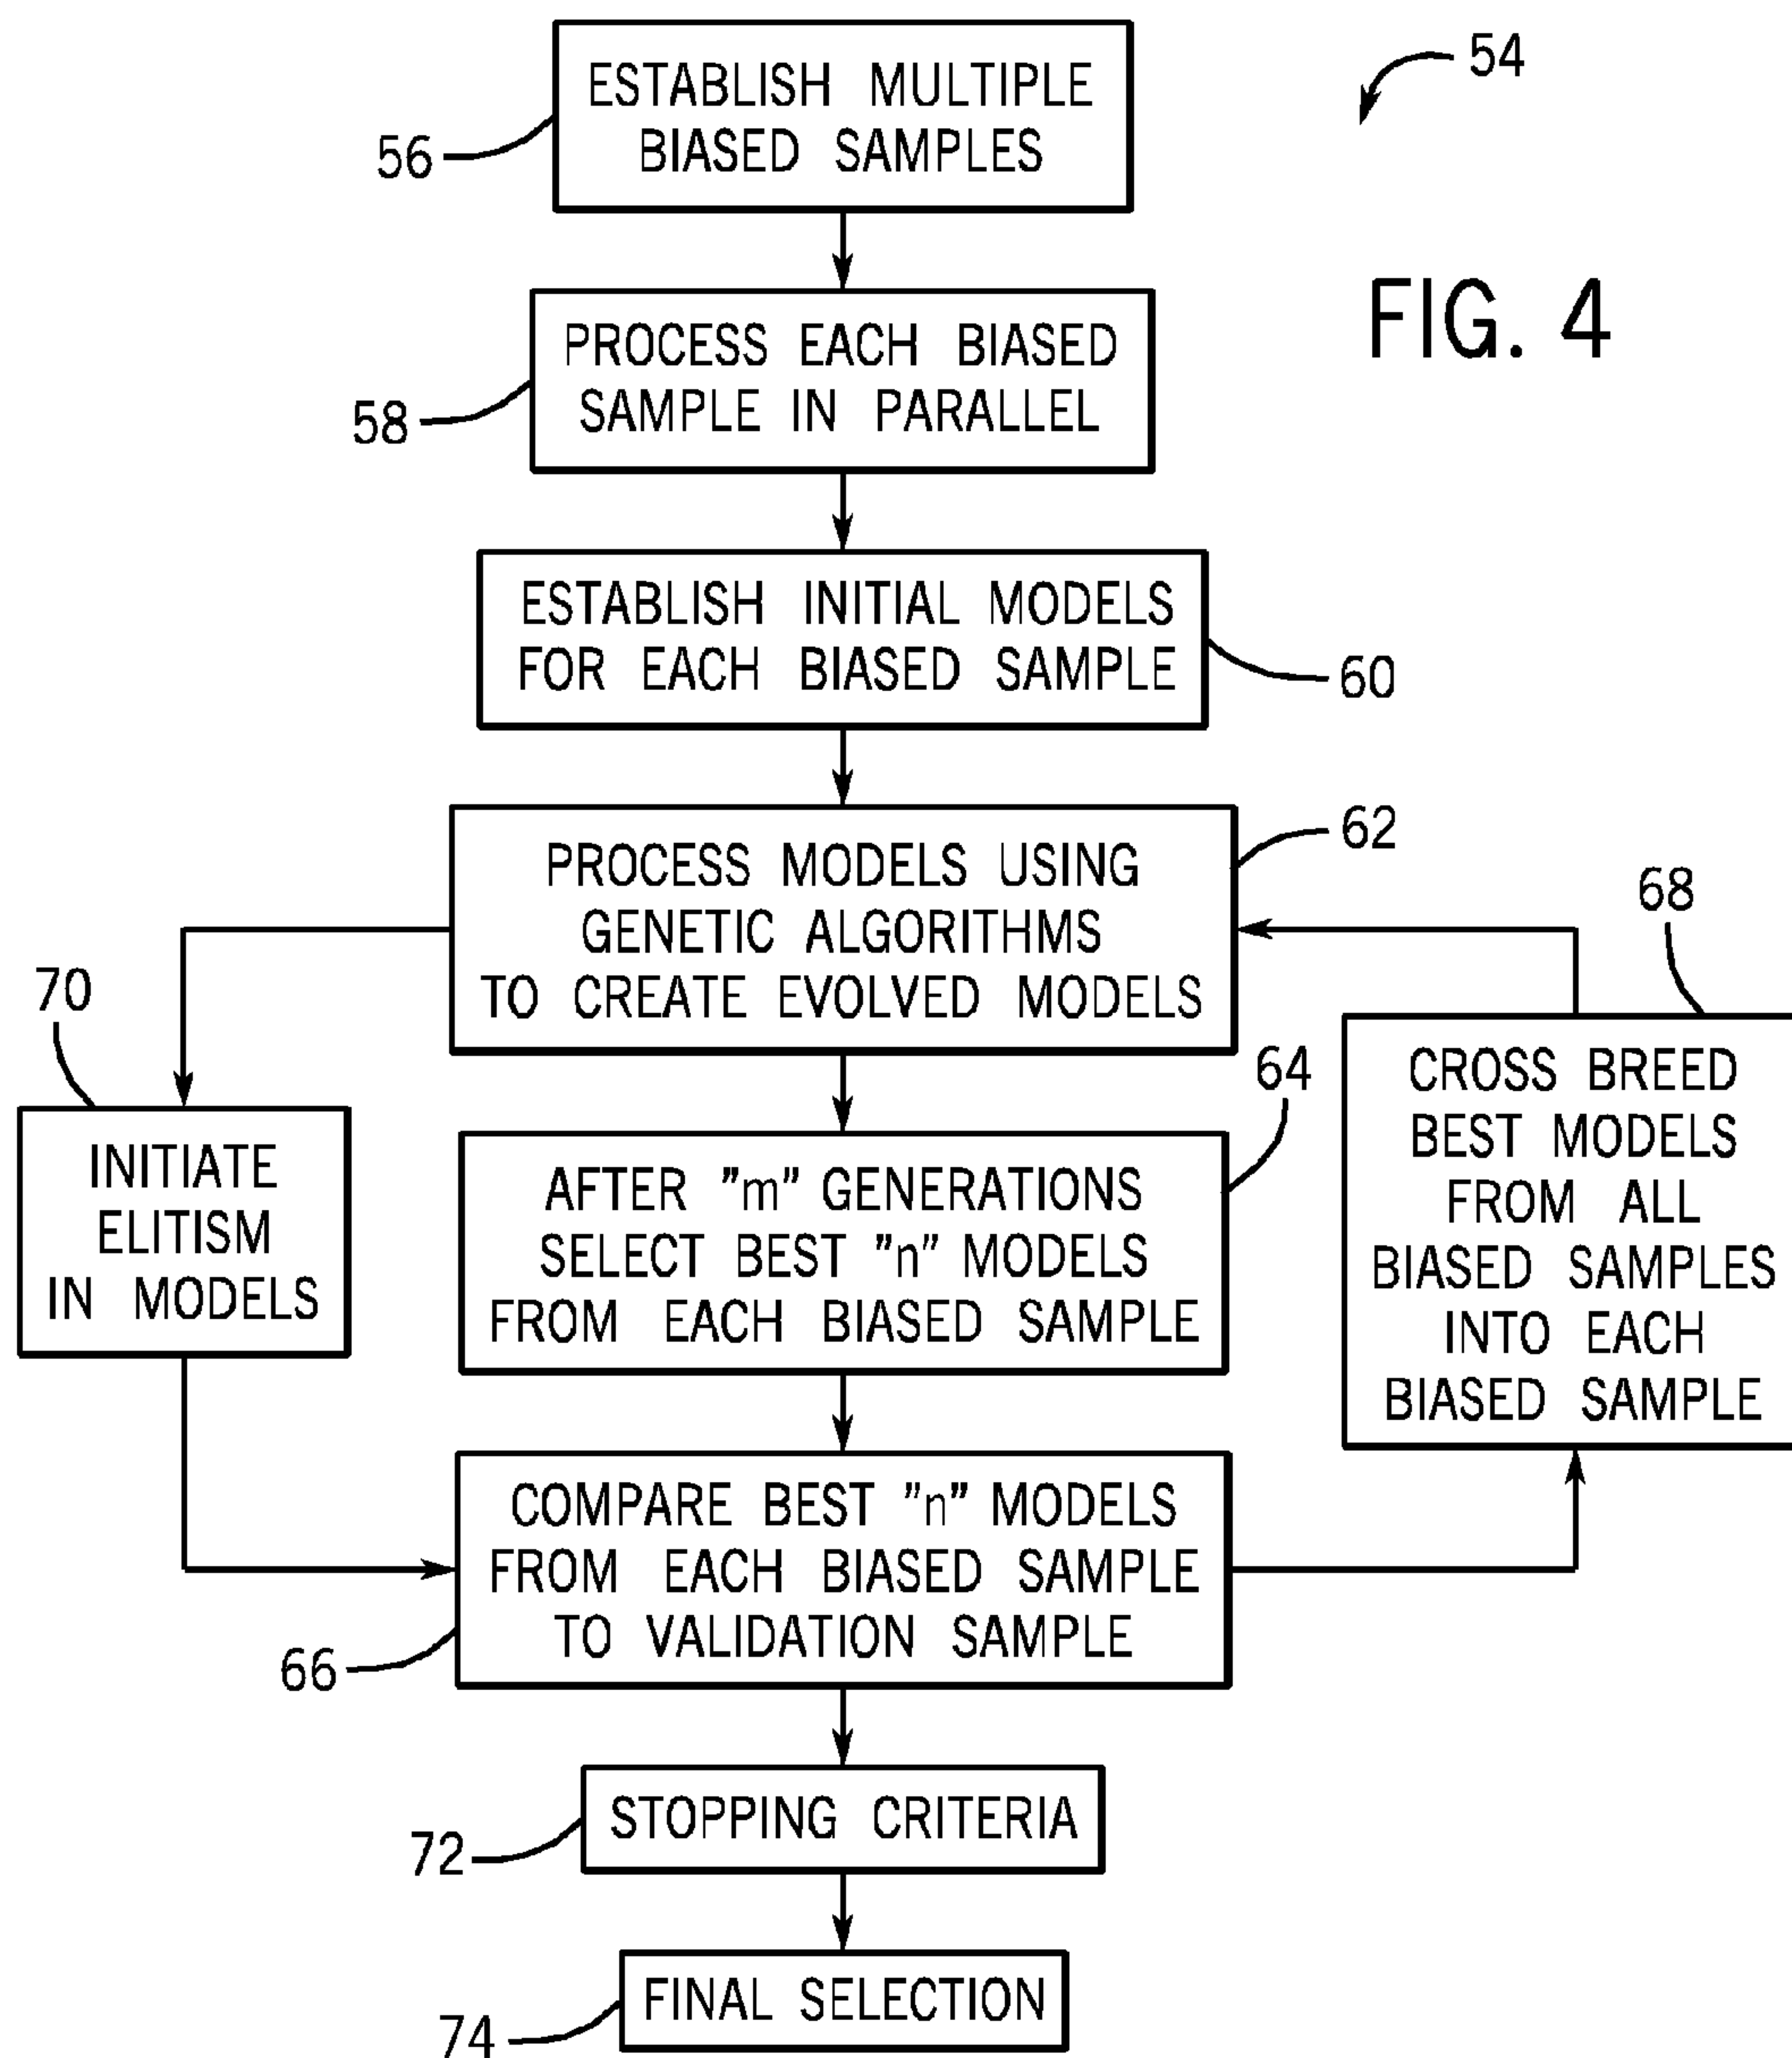 54
ESTABLISH MULTIPLE
BIASED SAMPLES
56
FIG. 4
PROCESS EACH BIASED
SAMPLE IN PARALLEL
58
ESTABLISH INITIAL MODELS
FOR EACH BIASED SAMPLE
60
PROCESS MODELS USING
GENETIC ALGORITHMS
TO CREATE EVOLVED MODELS
62
68
CROSS BREED
BEST MODELS
FROM ALL
BIASED SAMPLES
INTO EACH
BIASED SAMPLE
70
INITIATE
ELITISM
IN MODELS
64
AFTER ”m” GENERATIONS
SELECT BEST ”n” MODELS
FROM EACH BIASED SAMPLE
COMPARE BEST ”n” MODELS
FROM EACH BIASED SAMPLE
TO VALIDATION SAMPLE
66
STOPPING CRITERIA
72
FINAL SELECTION
74